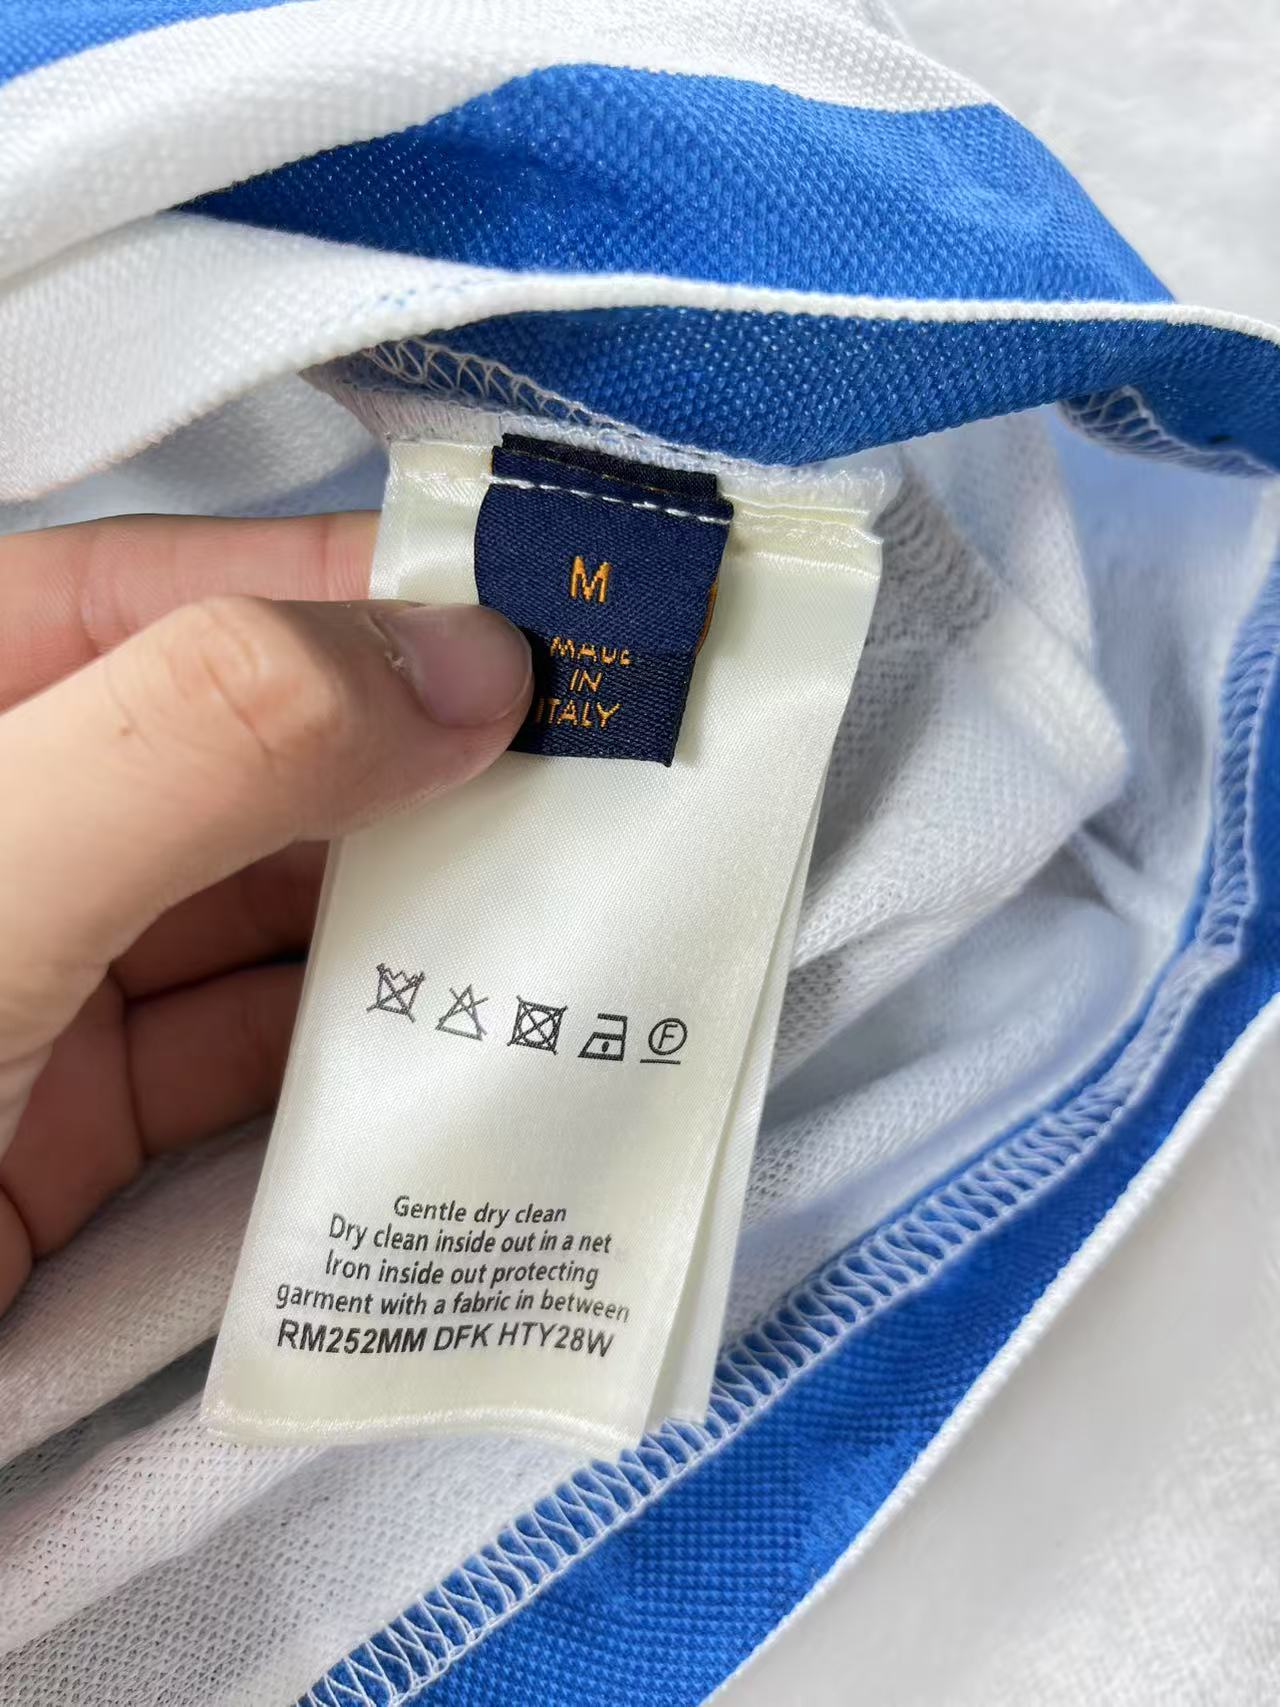 M
MADE
IN
ITALY
F
Gentle dry clean
Dry clean inside out in a net
Iron inside out protecting
garment with a fabric in between
RM252MM DFK HTY28W